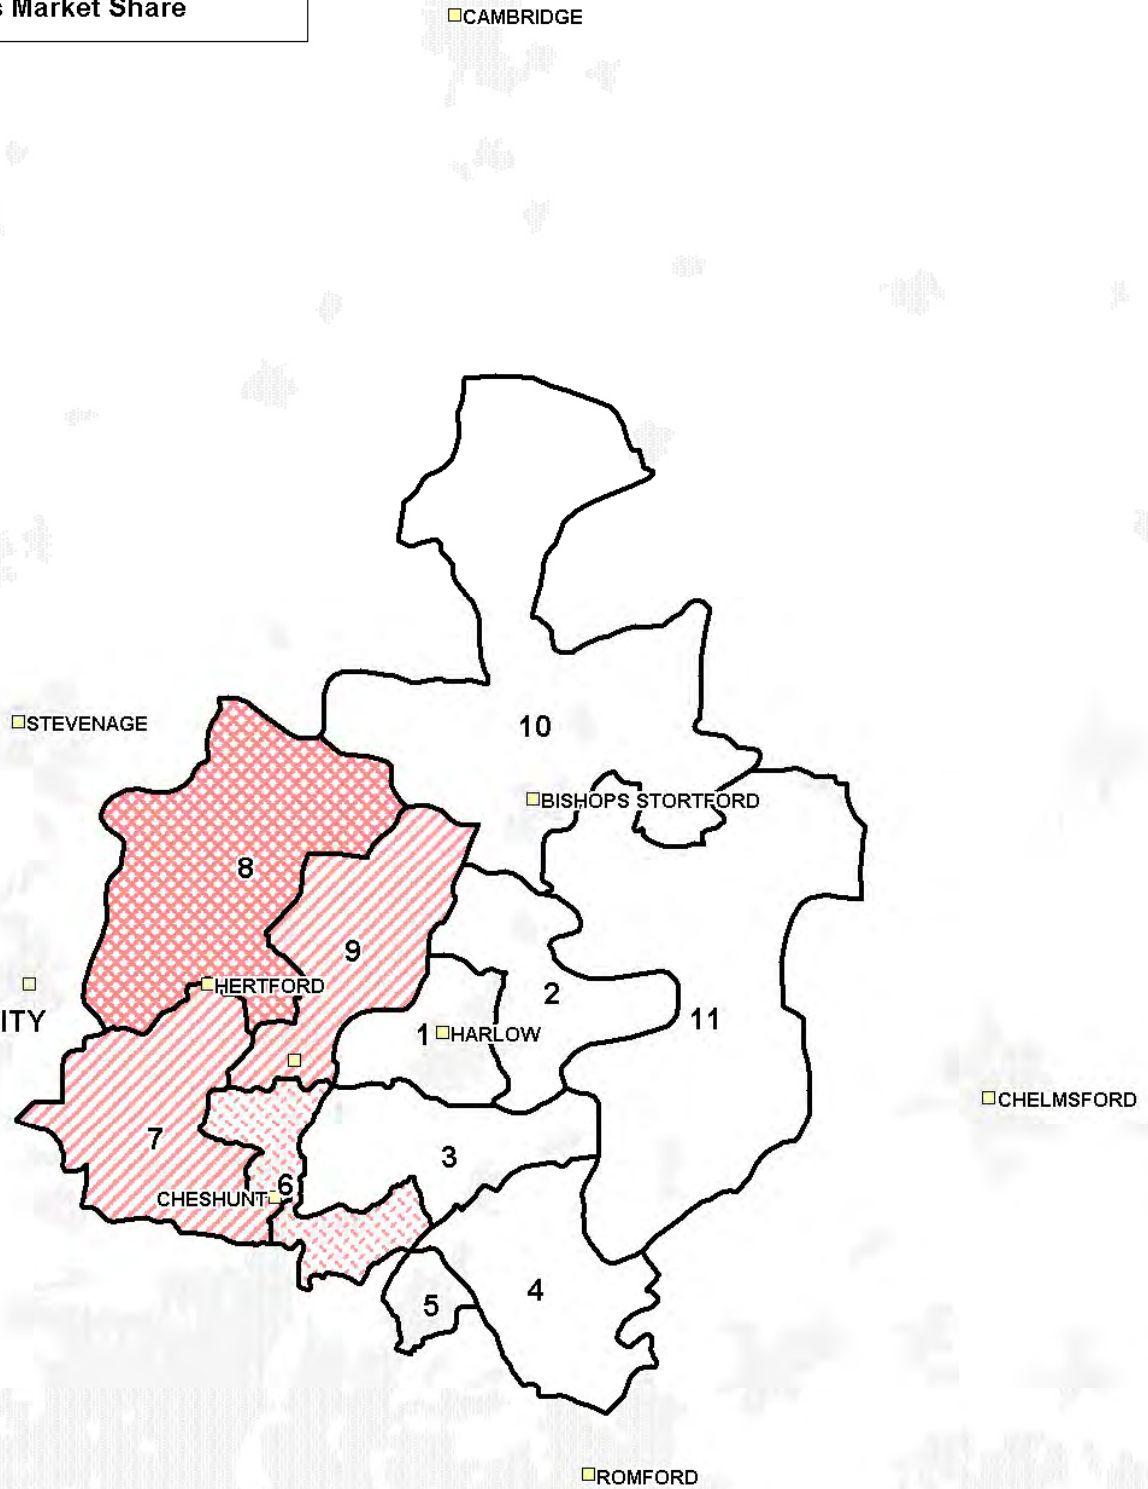 s Market Share
CAMBRIDGE
STEVENAGE
10
BISHOPS STORTFORD
8
9
HERTFORD
2
ITY
11
1
HARLOW
CHELMSFORD
7
3
6
CHESHUNT
4
5
ROMFORD